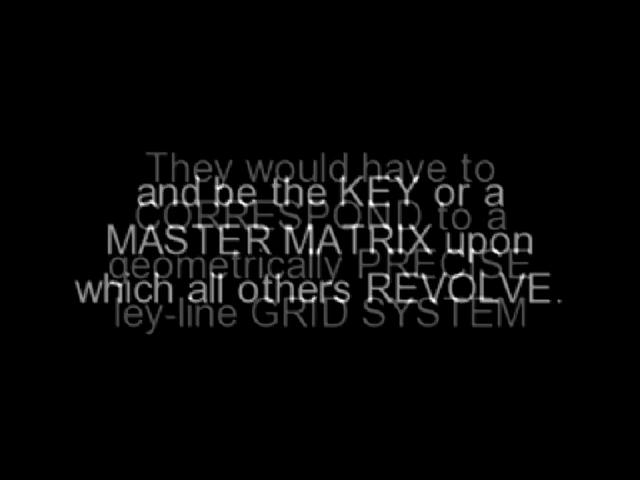 They would have to
and be the KEY or a
CORRESPOND to a
MASTER MATRIX upon
geometrically PRECISE
which all others REVOLVE.
ley-line GRID SYSTEM